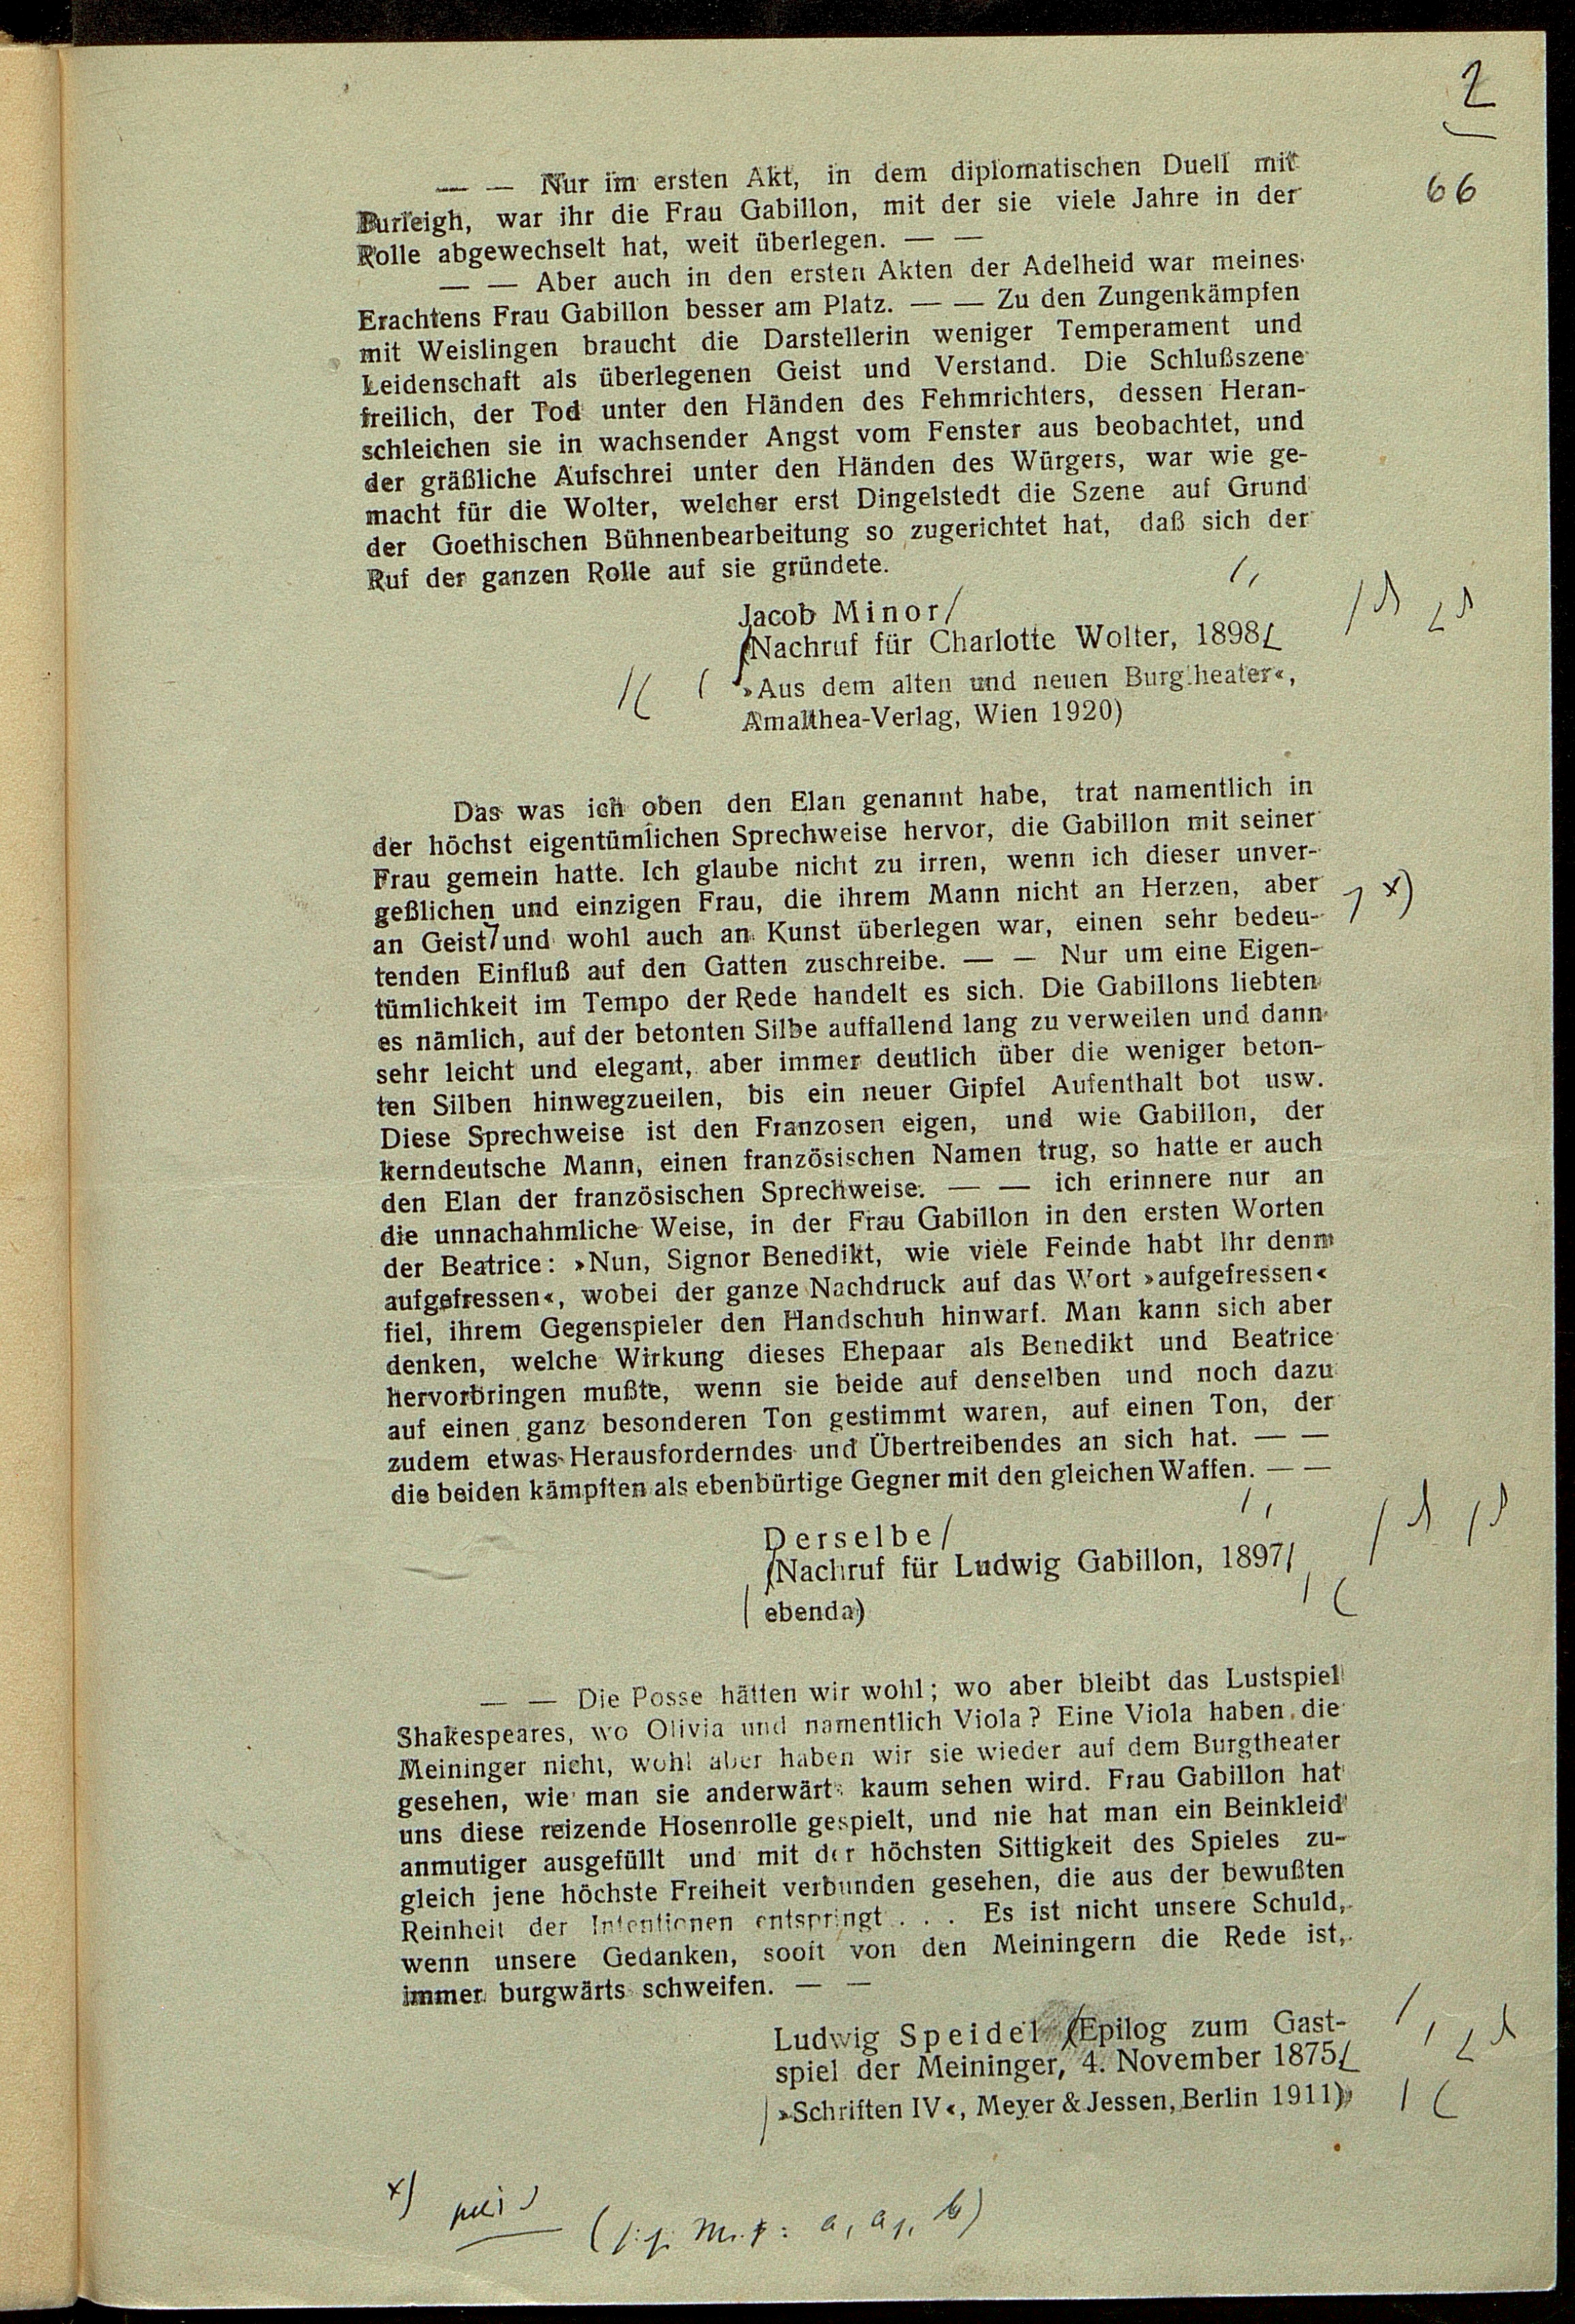 2
66
— — Nur im ersten Akt, in dem diplomatischen Duell mit
Burleigh, war ihr die Frau Gabillon, mit der sie viele Jahre in der
Rolle abgewechselt hat, weit überlegen. — —
— — Aber auch in den ersten Akten der Adelheid war meines
Erachtens Frau Gabillon besser am Platz. — — Zu den Zungenkämpfen
mit Weislingen braucht die Darstellerin weniger Temperament und
Leidenschaft als überlegenen Geist und Verstand. Die Schlußszene
freilich, der Tod unter den Händen des Fehmrichters, dessen Heran-
schleichen sie in wachsender Angst vom Fenster aus beobachtet, und
der gräßliche Aufschrei unter den Händen des Würgers, war wie ge-
macht für die Wolter, welcher erst Dingelstedt die Szene auf Grund
der Goethischen Bühnenbearbeitung so zugerichtet hat, daß sich der
Ruf der ganzen Rolle auf sie gründete.
Jacob Minor/
(Nachruf für Charlotte Wolter, 1898
»Aus dem alten und neuen Burgtheater«,
Amalthea-Verlag, Wien 1920)
Das was ich oben den Elan genannt habe, trat namentlich in
der höchst eigentümlichen Sprechweise hervor, die Gabillon mit seiner
Frau gemein hatte. Ich glaube nicht zu irren, wenn ich dieser unver-
geßlichen und einzigen Frau, die ihrem Mann nicht an Herzen, aber
an Geist und wohl auch an Kunst überlegen war, einen sehr bedeu- x)
tenden Einfluß auf den Gatten zuschreibe. — — Nur um eine Eigen-
tümlichkeit im Tempo der Rede handelt es sich. Die Gabillons liebten
es nämlich, auf der betonten Silbe auffallend lang zu verweilen und dann
sehr leicht und elegant, aber immer deutlich über die weniger beton-
ten Silben hinwegzueilen, bis ein neuer Gipfel Aufenthalt bot usw.
Diese Sprechweise ist den Franzosen eigen, und wie Gabillon, der
kerndeutsche Mann, einen französischen Namen trug, so hatte er auch
den Elan der französischen Sprechweise. — — ich erinnere nur an
die unnachahmliche Weise, in der Frau Gabillon in den ersten Worten
der Beatrice: »Nun, Signor Benedikt, wie viele Feinde habt Ihr denn
aufgefressen«, wobei der ganze Nachdruck auf das Wort »aufgefressen«
fiel, ihrem Gegenspieler den Handschuh hinwarf. Man kann sich aber
denken, welche Wirkung dieses Ehepaar als Benedikt und Beatrice
hervorbringen mußte, wenn sie beide auf denselben und noch dazu
auf einen ganz besonderen Ton gestimmt waren, auf einen Ton, der
zudem etwas Herausforderndes und Übertreibendes an sich hat. — —
die beiden kämpften als ebenbürtige Gegner mit den gleichen Waffen. — —
Derselbe/
(Nachruf für Ludwig Gabillon, 1897/
ebenda)
— — Die Posse hätten wir wohl; wo aber bleibt das Lustspiel
Shakespeares, wo Olivia und namentlich Viola? Eine Viola haben die
Meininger nicht, wohl aber haben wir sie wieder auf dem Burgtheater
gesehen, wie man sie anderwärts kaum sehen wird. Frau Gabillon hat
uns diese reizende Hosenrolle gespielt, und nie hat man ein Beinkleid
anmutiger ausgefüllt und mit der höchsten Sittigkeit des Spieles zu-
gleich jene höchste Freiheit verbunden gesehen, die aus der bewußten
Reinheit der Intentionen entspringt . . . Es ist nicht unsere Schuld,
wenn unsere Gedanken, sooft von den Meiningern die Rede ist,
immer burgwärts schweifen. — —
Ludwig Speidel (Epilog zum Gast-
spiel der Meininger, 4. November 1875
»Schriften IV«, Meyer & Jessen, Berlin 1911)
x)